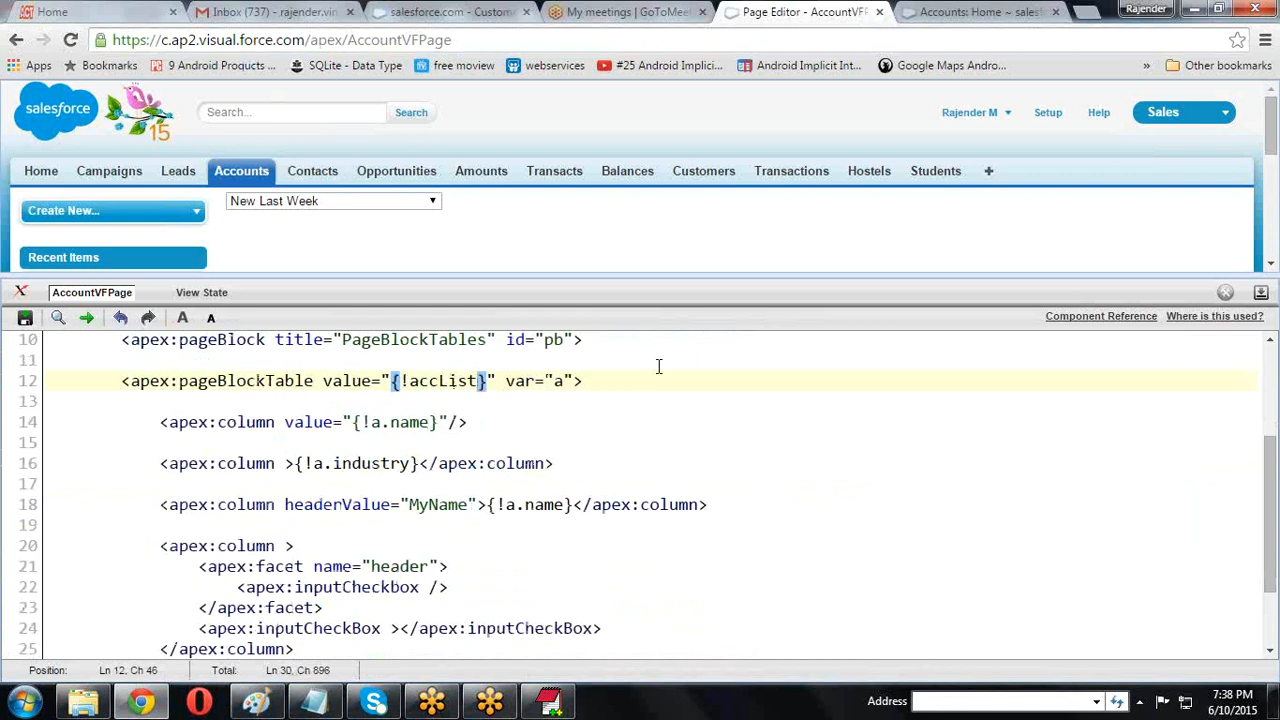 Home
Inbox (737) - rajender.vin
salesforce.com - Custom
My meetings | GoToMeet
Page Editor - AccountVFP
Accounts: Home ~ sales
Rajender
https://c.ap2.visual.force.com/apex/AccountVFPage
Apps
Bookmarks
9 Android Products ...
SQLite - Data Type
free moview
webservices
#25 Android Implici...
Android Implicit Int...
Google Maps Andro...
»
Other bookmarks
salesforce
15
Search...
Search
Rajender M
Setup
Help
Sales
Home
Campaigns
Leads
Accounts
Contacts
Opportunities
Amounts
Transacts
Balances
Customers
Transactions
Hostels
Students
+
Create New...
New Last Week
Recent Items
AccountVFPage
View State
A
A
Component Reference
Where is this used?
10 <apex:pageBlock title="PageBlockTables" id="pb">
11
12 <apex:pageBlockTable value="{!accList}" var="a">
13
14 <apex:column value="{!a.name}"/>
15
16 <apex:column >{!a.industry}</apex:column>
17
18 <apex:column headerValue="MyName">{!a.name}</apex:column>
19
20 <apex:column >
21 <apex:facet name="header">
22 <apex:inputCheckbox />
23 </apex:facet>
24 <apex:inputCheckBox ></apex:inputCheckBox>
25 </apex:column>
Position:
Ln 12, Ch 46
Total:
Ln 30, Ch 896
Address
7:38 PM
6/10/2015